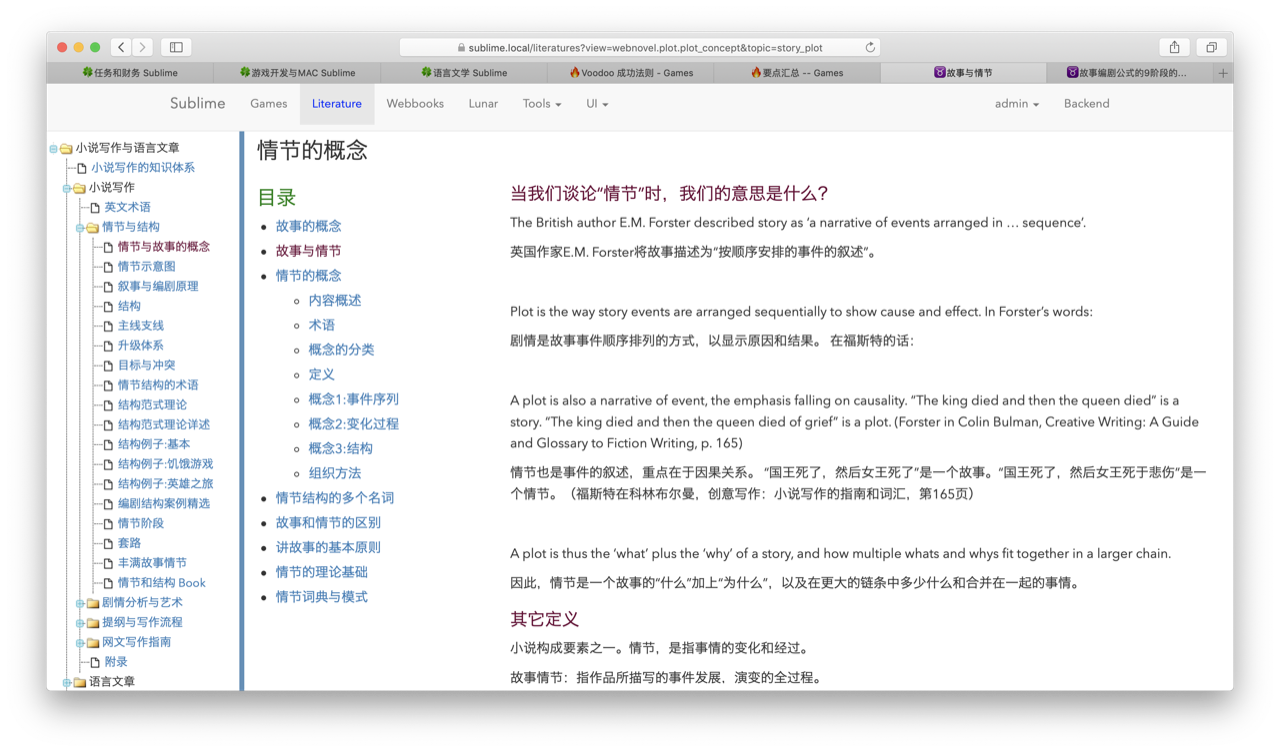 sublime.local/literatures?view=webnovel.plot.plot_concept&topic=story_plot
任务和财务 Sublime
游戏开发与MAC Sublime
语言文学 Sublime
Voodoo 成功法则 - Games
要点汇总 -- Games
故事与情节
故事编剧公式的9阶段的...
Sublime
Games
Literature
Webbooks
Lunar
Tools
UI
admin
Backend
小说写作与语言文章
小说写作的知识体系
小说写作
英文术语
情节与结构
情节与故事的概念
情节示意图
叙事与编剧原理
结构
主线支线
升级体系
目标与冲突
情节结构的术语
结构范式理论
结构范式理论详述
结构例子:基本
结构例子:饥饿游戏
结构例子:英雄之旅
编剧结构案例精选
情节阶段
套路
丰满故事情节
情节和结构 Book
剧情分析与艺术
提纲与写作流程
网文写作指南
附录
语言文章
情节的概念
目录
故事的概念
故事与情节
情节的概念
内容概述
术语
概念的分类
定义
概念1:事件序列
概念2:变化过程
概念3:结构
组织方法
情节结构的多个名词
故事和情节的区别
讲故事的基本原则
情节的理论基础
情节词典与模式
当我们谈论“情节”时，我们的意思是什么？
The British author E.M. Forster described story as ‘a narrative of events arranged in … sequence’.
英国作家E.M. Forster将故事描述为“按顺序安排的事件的叙述”。
Plot is the way story events are arranged sequentially to show cause and effect. In Forster’s words:
剧情是故事事件顺序排列的方式，以显示原因和结果。 在福斯特的话：
A plot is also a narrative of event, the emphasis falling on causality. “The king died and then the queen died” is a
story. “The king died and then the queen died of grief” is a plot. (Forster in Colin Bulman, Creative Writing: A Guide
and Glossary to Fiction Writing, p. 165)
情节也是事件的叙述，重点在于因果关系。 “国王死了，然后女王死了”是一个故事。“国王死了，然后女王死于悲伤”是一
个情节。（福斯特在科林布尔曼，创意写作：小说写作的指南和词汇，第165页）
A plot is thus the ‘what’ plus the ‘why’ of a story, and how multiple whats and whys fit together in a larger chain.
因此，情节是一个故事的“什么”加上“为什么”，以及在更大的链条中多少什么和合并在一起的事情。
其它定义
小说构成要素之一。情节，是指事情的变化和经过。
故事情节：指作品所描写的事件发展，演变的全过程。